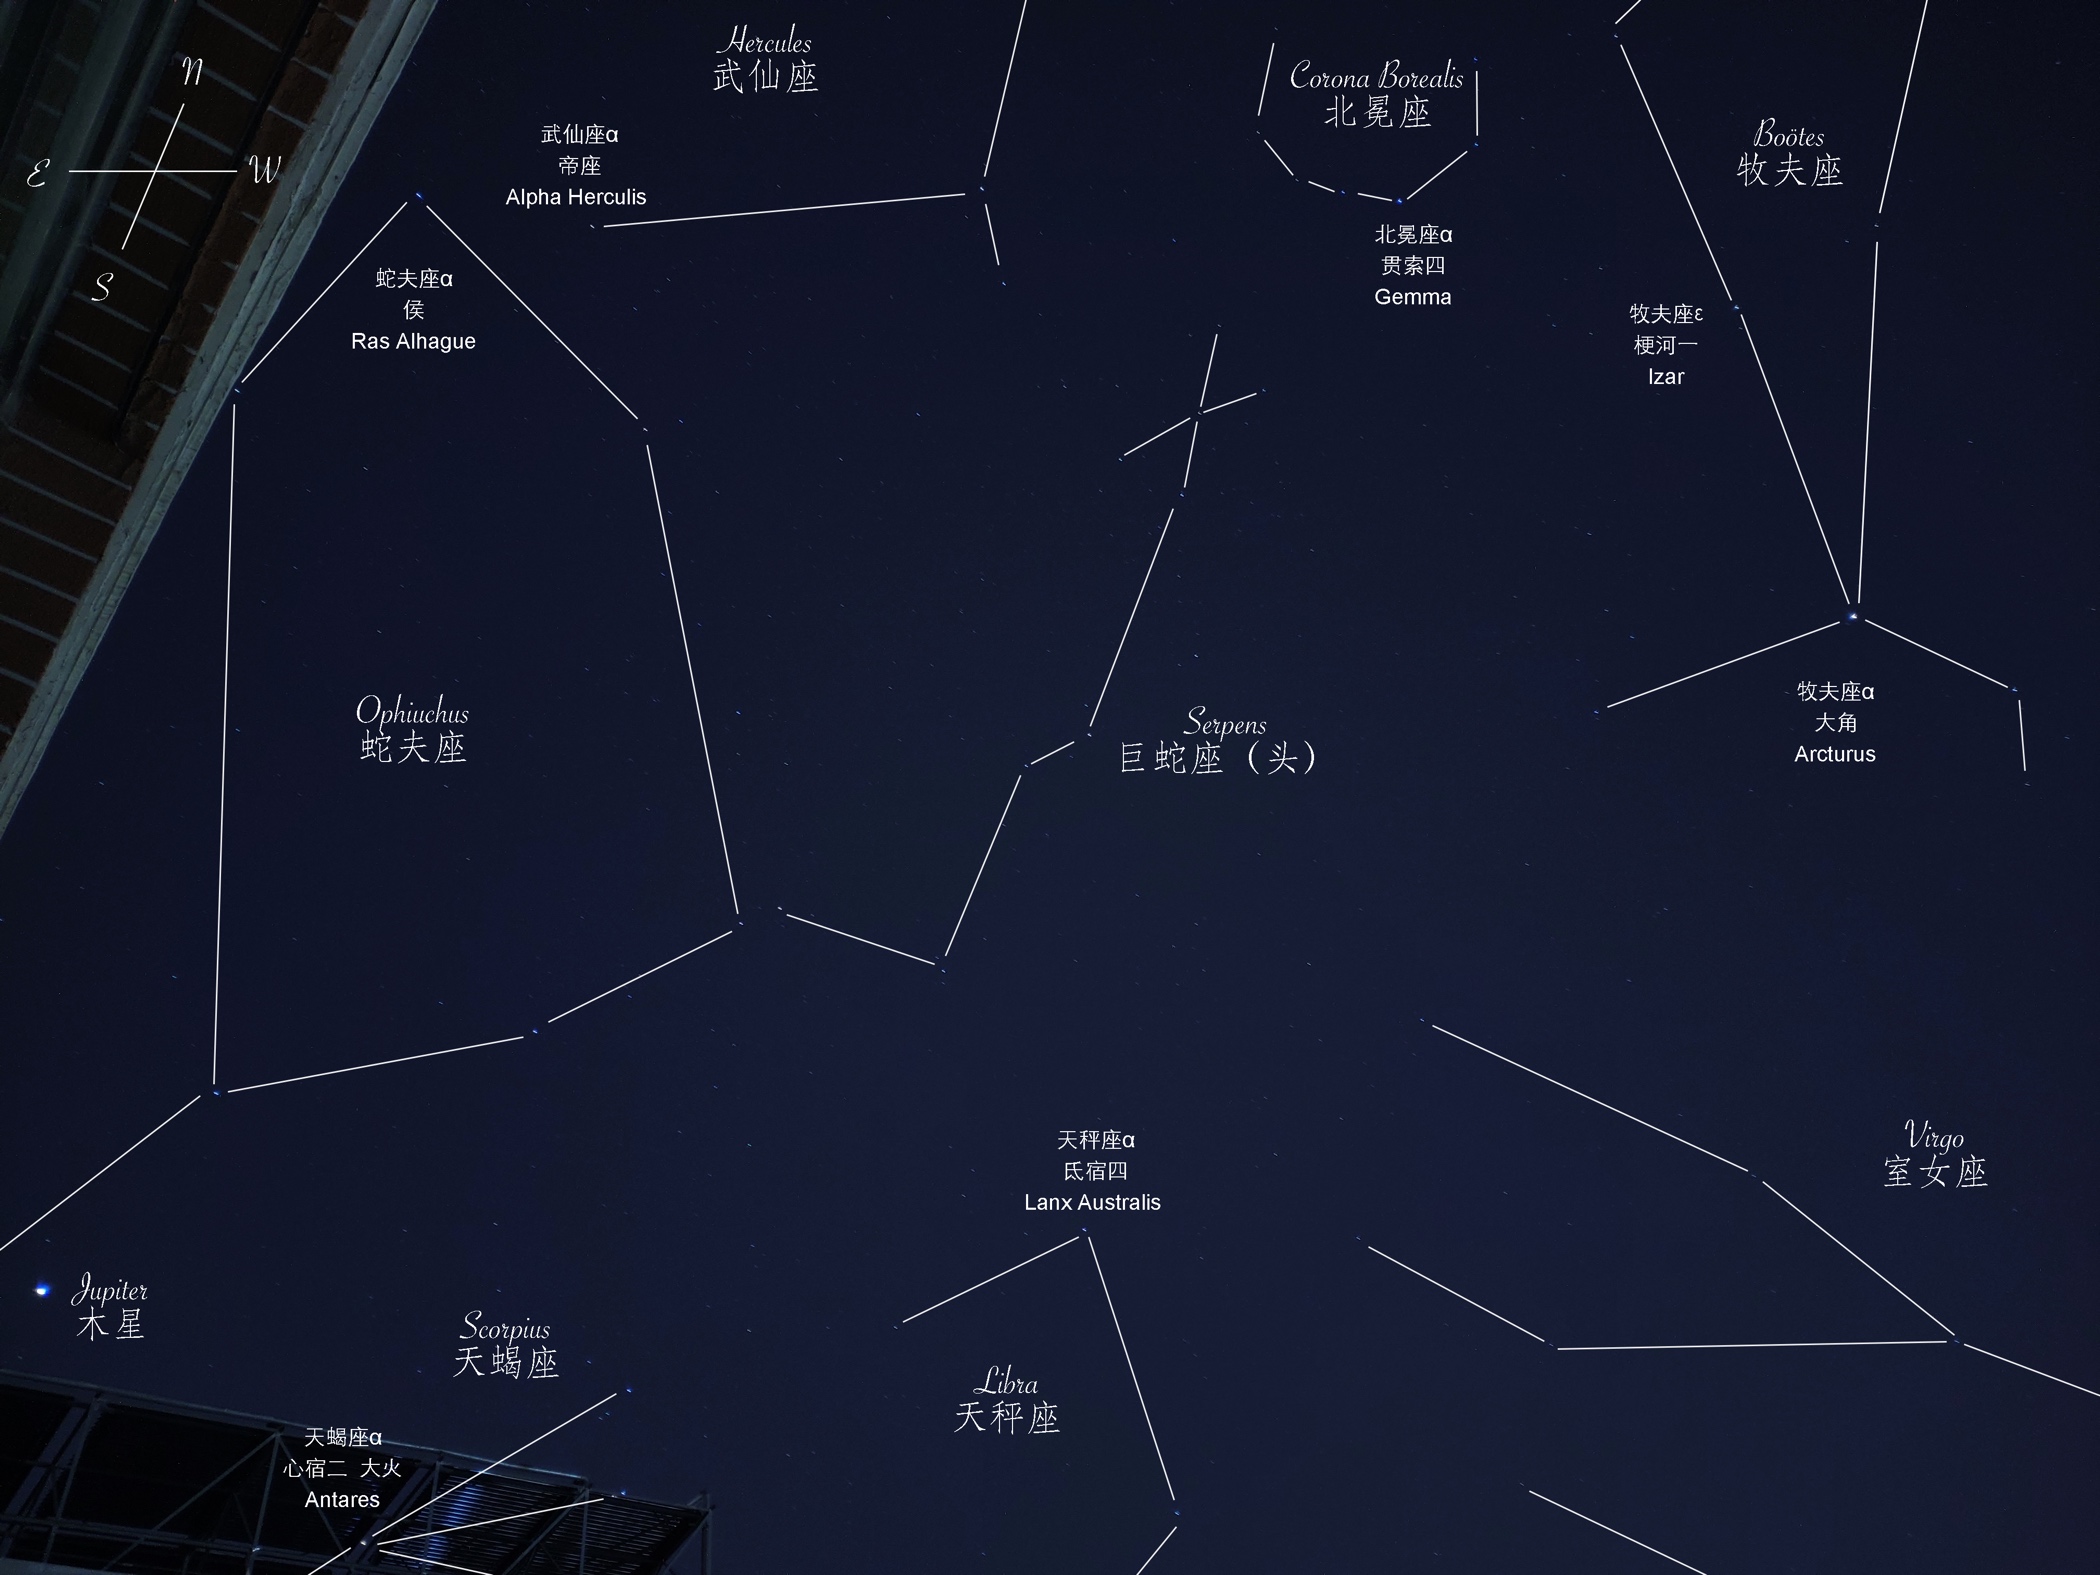 N
E
W
S
Hercules
武仙座
武仙座α
帝座
Alpha Herculis
Corona Borealis
北冕座
北冕座α
贯索四
Gemma
Boötes
牧夫座
牧夫座ε
梗河一
Izar
蛇夫座α
侯
Ras Alhague
Ophiuchus
蛇夫座
Serpens
巨蛇座（头）
牧夫座α
大角
Arcturus
天秤座α
氐宿四
Lanx Australis
Virgo
室女座
Jupiter
木星
Scorpius
天蝎座
天蝎座α
心宿二 大火
Antares
Libra
天秤座